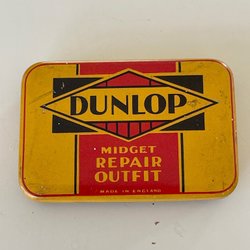 DUNLOP
MIDGET
REPAIR
OUTFIT
MADE IN ENGLAND